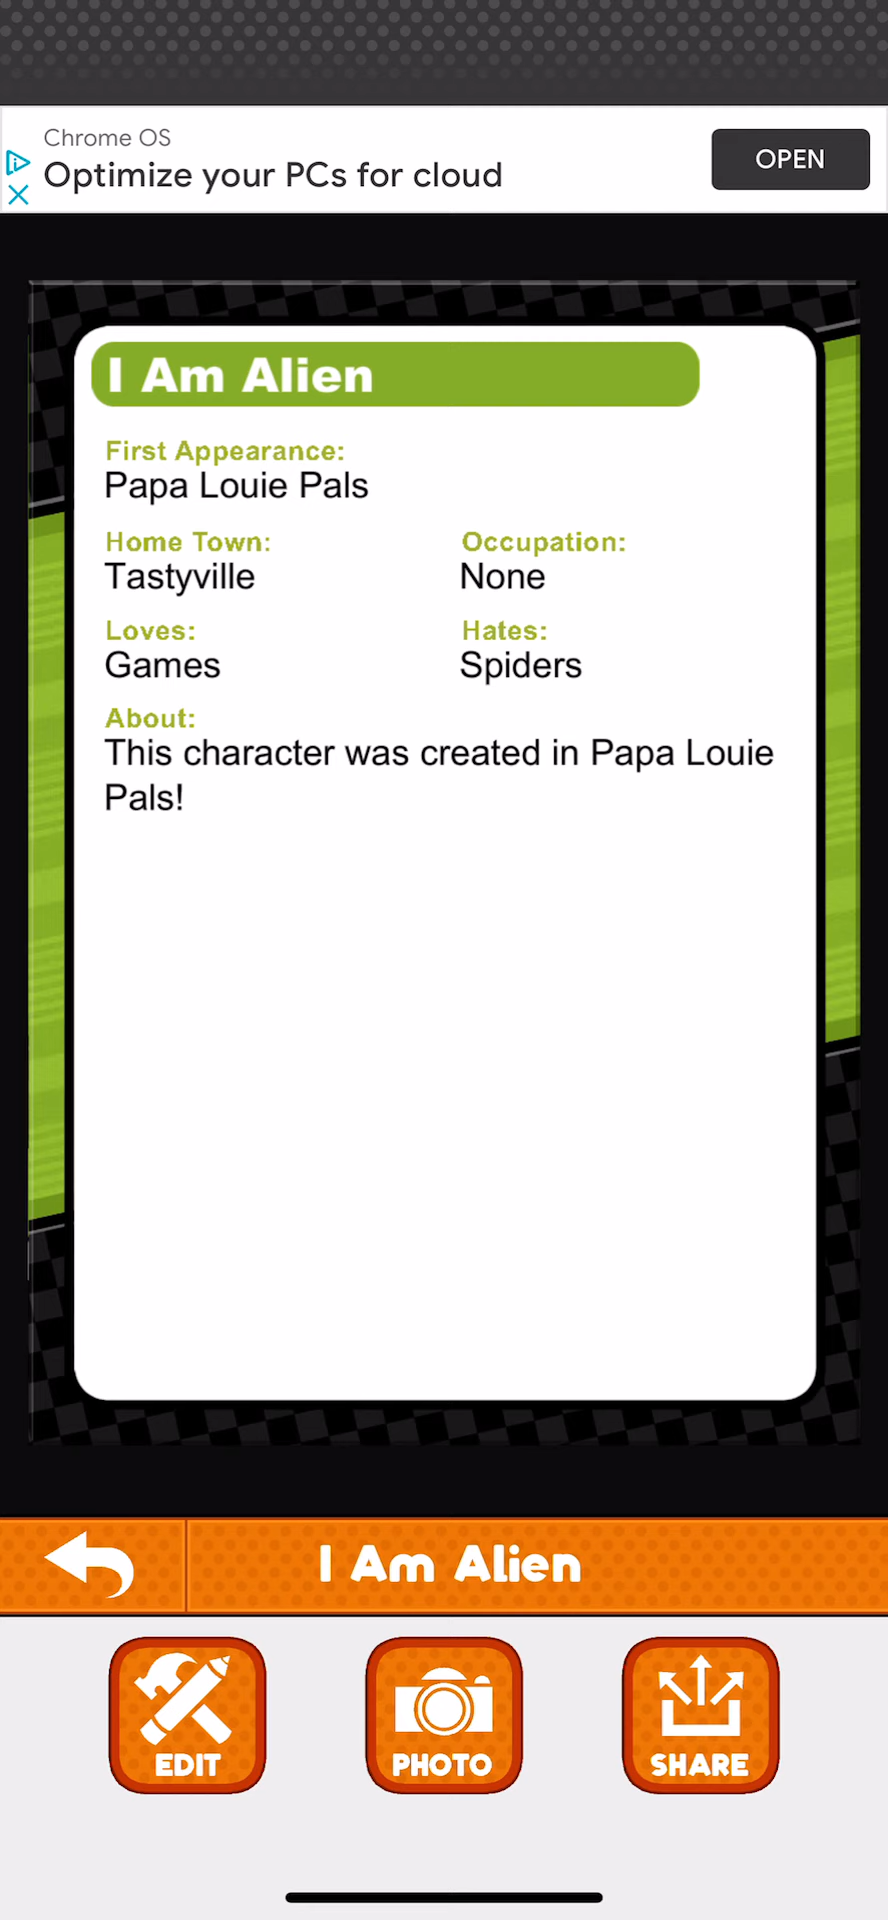 Chrome OS
Optimize your PCs for cloud
OPEN
I Am Alien
First Appearance:
Papa Louie Pals
Home Town:
Tastyville
Occupation:
None
Loves:
Games
Hates:
Spiders
About:
This character was created in Papa Louie
Pals!
I Am Alien
EDIT
PHOTO
SHARE